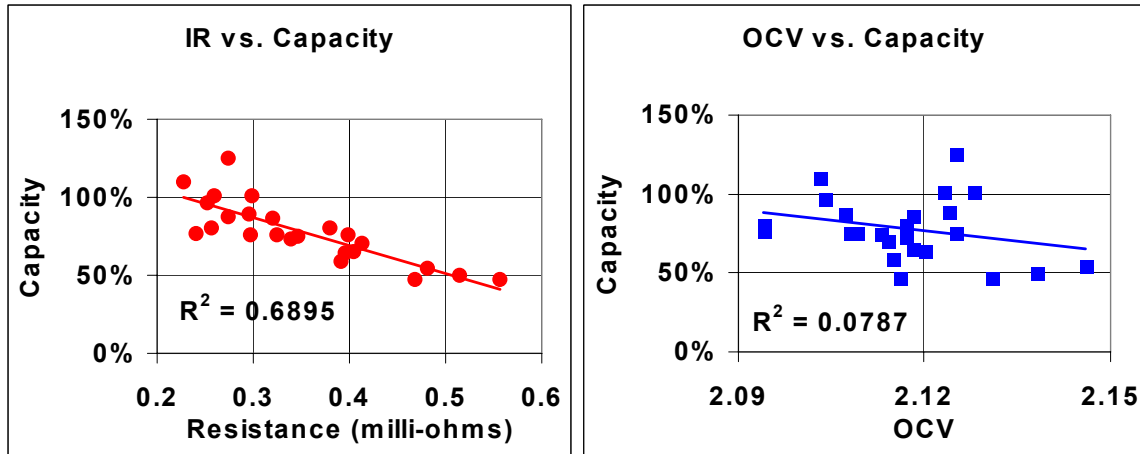 IR vs. Capacity
150%
100%
50%
0%
Capacity
R² = 0.6895
0.2 0.3 0.4 0.5 0.6
Resistance (milli-ohms)
OCV vs. Capacity
150%
100%
50%
0%
Capacity
R² = 0.0787
2.09 2.12 2.15
OCV